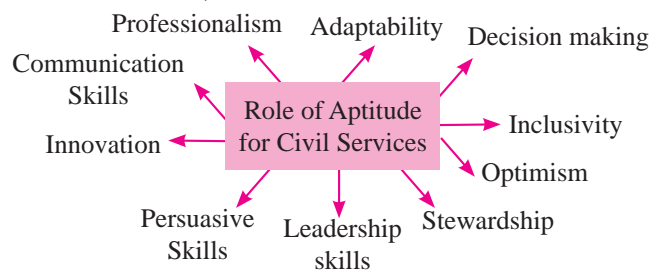 Professionalism
Adaptability
Decision making
Communication
Skills
Role of Aptitude
for Civil Services
Inclusivity
Innovation
Optimism
Persuasive
Skills
Leadership
skills
Stewardship